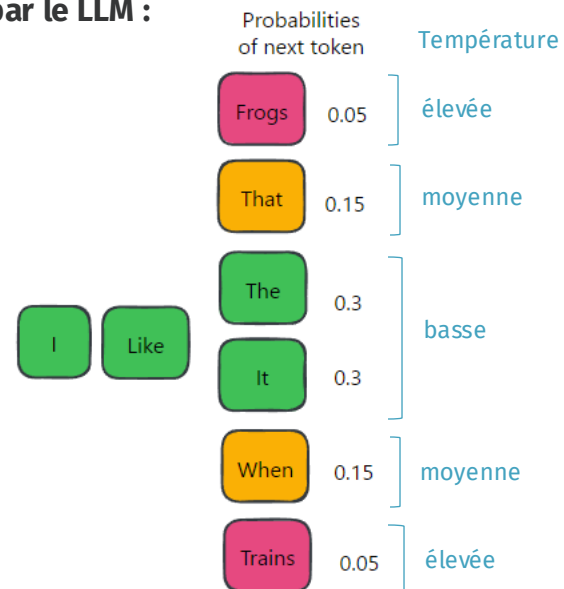 par le LLM :
Probabilities
of next token
Température
Frogs 0.05 élevée
That 0.15 moyenne
The 0.3
basse
I Like
It 0.3
When 0.15 moyenne
Trains 0.05 élevée